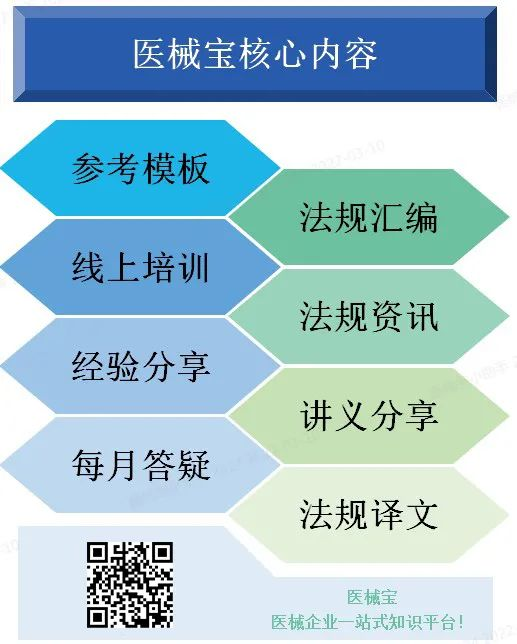 医械宝核心内容
参考模板
法规汇编
线上培训
法规资讯
经验分享
讲义分享
每月答疑
法规译文
医械宝
医械企业一站式知识平台！